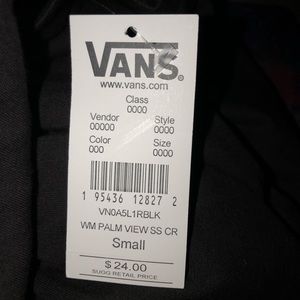 VANS®
www.vans.com
Class
0000
Vendor Style
00000 0000
Color Size
000 0000
1 95436 12827 2
VN0A5L1RBLK
WM PALM VIEW SS CR
Small
$24.00
SUGG RETAIL PRICE